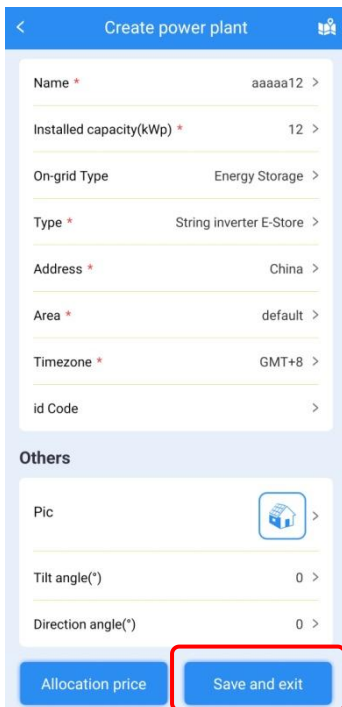 Create power plant
Name * aaaaa12 >
Installed capacity(kWp) * 12 >
On-grid Type Energy Storage >
Type * String inverter E-Store >
Address * China >
Area * default >
Timezone * GMT+8 >
id Code >
Others
Pic >
Tilt angle(°) 0 >
Direction angle(°) 0 >
Allocation price Save and exit